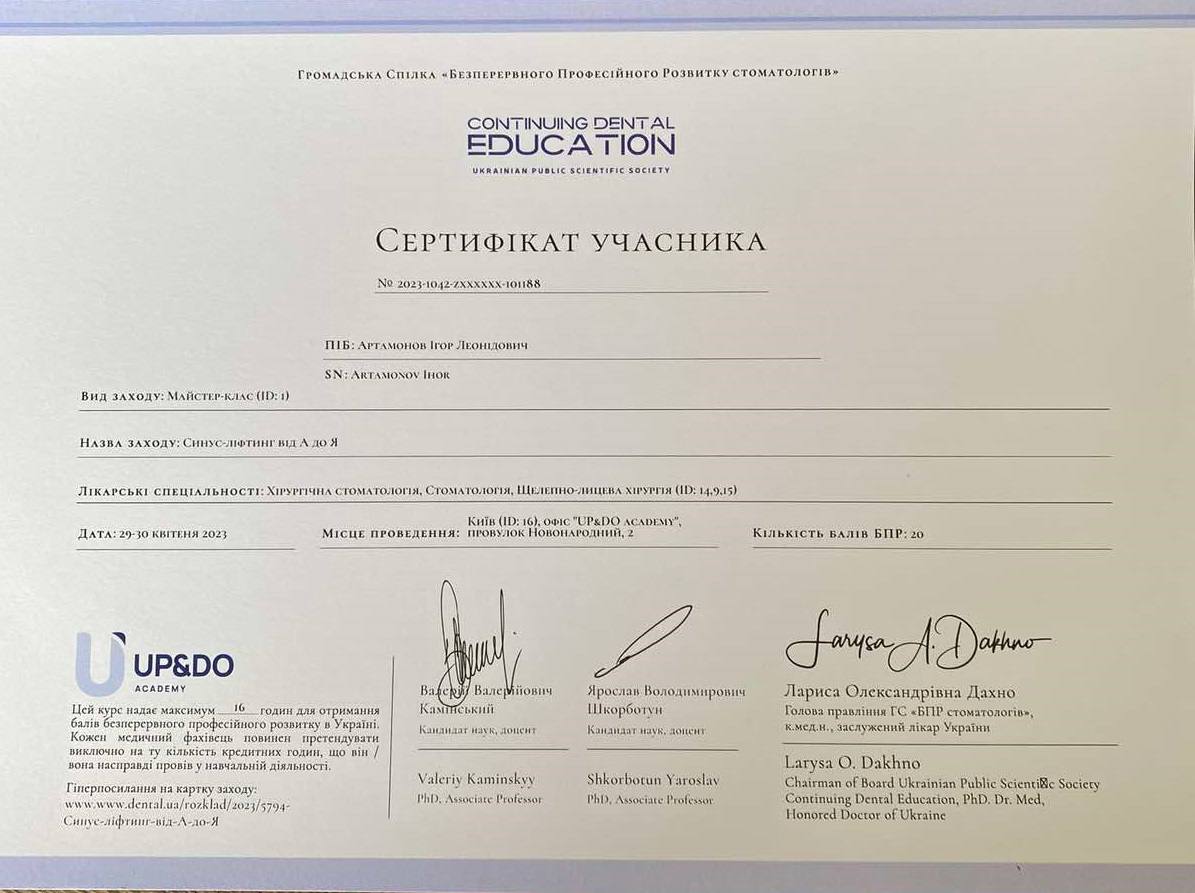 Громадська Спілка «Безперервного Професійного Розвитку стоматологів»
CONTINUING DENTAL
EDUCATION
UKRAINIAN PUBLIC SCIENTIFIC SOCIETY
Сертифікат учасника
№ 2023-1042-zxxxxxx-101188
ПІБ: Артамонов Ігор Леонідович
SN: Artamonov Ihor
Вид заходу: Майстер-клас (ID: 1)
Назва заходу: Синус-ліфтинг від А до Я
Лікарські спеціальності: Хірургічна стоматологія, Стоматологія, Щелепно-лицева хірургія (ID: 14,9,15)
Дата: 29-30 квітеня 2023
Місце проведення: Київ (ID: 16), офіс "UP&DO academy",
провулок Новонародний, 2
Кількість балів БПР: 20
UP&DO
ACADEMY
Цей курс надає максимум 16 годин для отримання
балів безперервного професійного розвитку в Україні.
Кожен медичний фахівець повинен претендувати
виключно на ту кількість кредитних годин, що він /
вона насправді провів у навчальній діяльності.
Гіперпосилання на картку заходу:
www.www.dental.ua/rozklad/2023/5794-
Синус-ліфтинг-від-А-до-Я
Валерій Валерійович
Камінський
Кандидат наук, доцент
Valeriy Kaminskyy
PhD, Associate Professor
Ярослав Володимирович
Шкорботун
Кандидат наук, доцент
Shkorbotun Yaroslav
PhD, Associate Professor
Larysa A. Dakhno
Лариса Олександрівна Дахно
Голова правління ГС «БПР стоматологів»,
к.мед.н., заслужений лікар України
Larysa O. Dakhno
Chairman of Board Ukrainian Public Scienti☒c Society
Continuing Dental Education, PhD. Dr. Med,
Honored Doctor of Ukraine